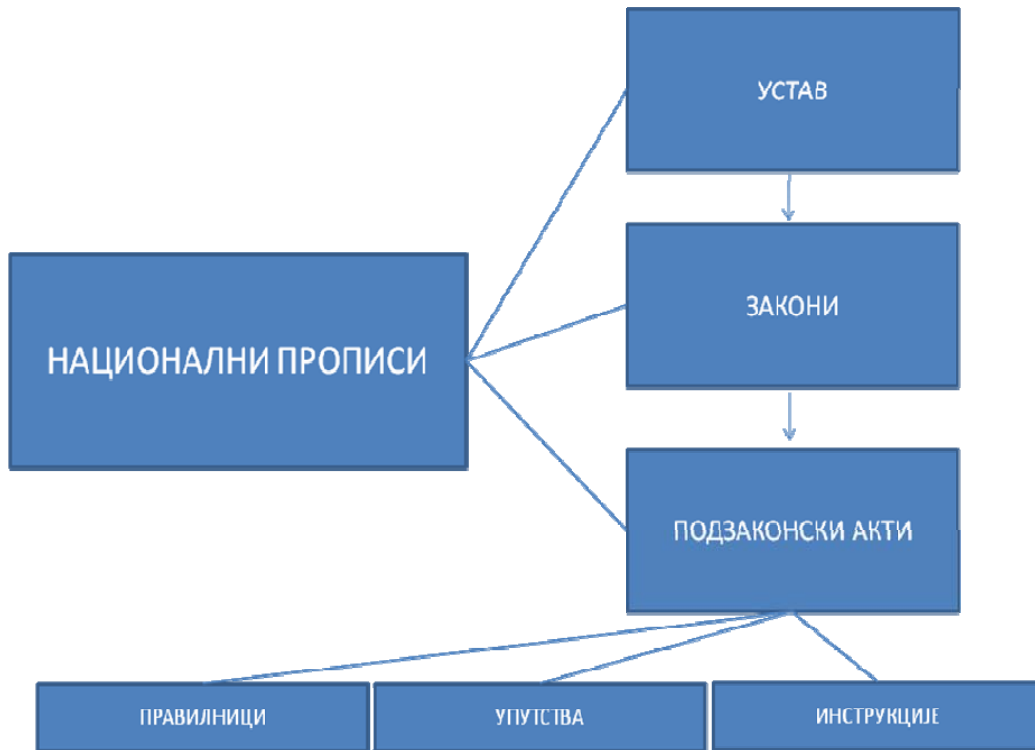 УСТАВ
ЗАКОНИ
НАЦИОНАЛНИ ПРОПИСИ
ПОДЗАКОНСКИ АКТИ
ПРАВИЛНИЦИ
УПУТСТВА
ИНСТРУКЦИЈЕ